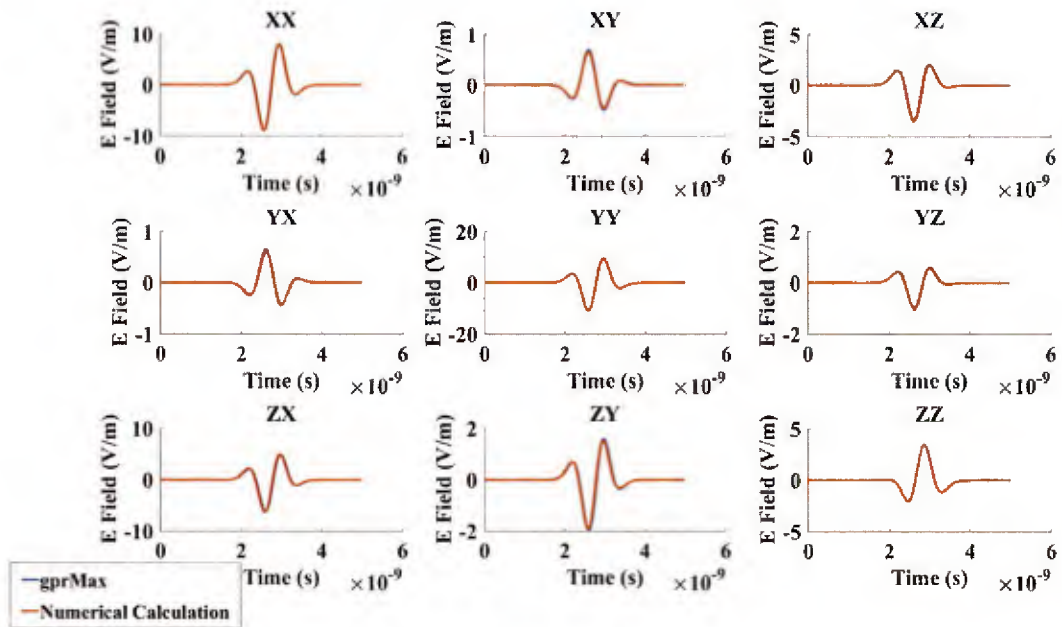 XX
XY
XZ
E Field (V/m)
10
0
-10
0 2 4 6
Time (s) ×10⁻⁹
E Field (V/m)
1
0
-1
0 2 4 6
Time (s) ×10⁻⁹
E Field (V/m)
5
0
-5
0 2 4 6
Time (s) ×10⁻⁹
YX
YY
YZ
E Field (V/m)
1
0
-1
0 2 4 6
Time (s) ×10⁻⁹
E Field (V/m)
20
0
-20
0 2 4 6
Time (s) ×10⁻⁹
E Field (V/m)
2
0
-2
0 2 4 6
Time (s) ×10⁻⁹
ZX
ZY
ZZ
E Field (V/m)
10
0
-10
0 2 4 6
Time (s) ×10⁻⁹
E Field (V/m)
2
0
-2
0 2 4 6
Time (s) ×10⁻⁹
E Field (V/m)
5
0
-5
0 2 4 6
Time (s) ×10⁻⁹
gprMax
Numerical Calculation